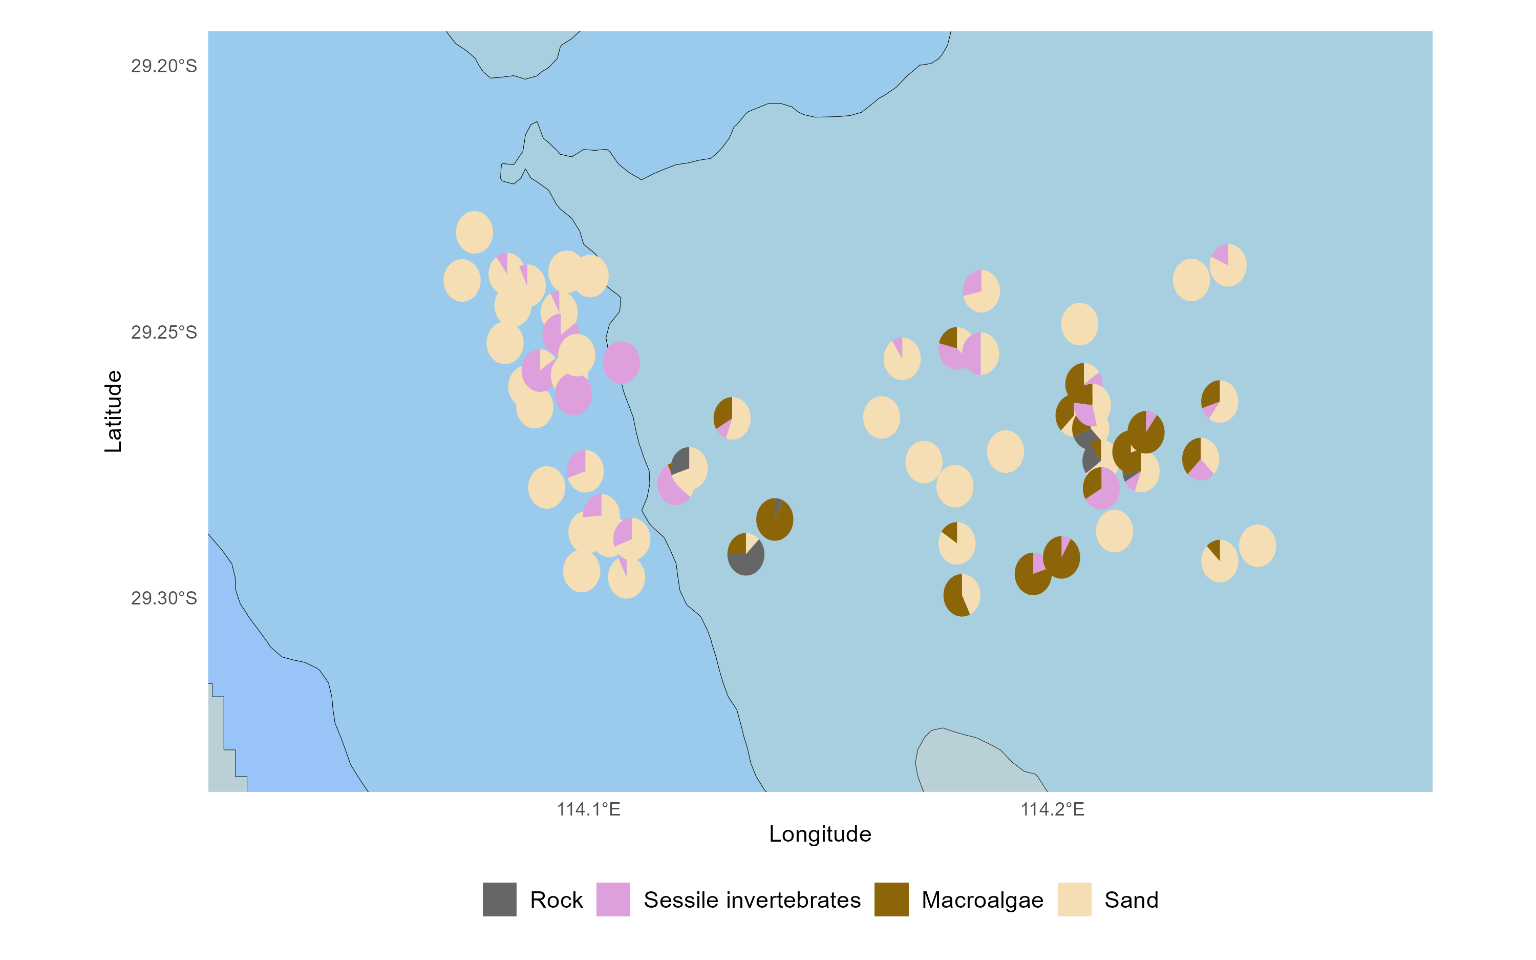 29.20°S
29.25°S
29.30°S
Latitude
114.1°E 114.2°E
Longitude
Rock Sessile invertebrates Macroalgae Sand